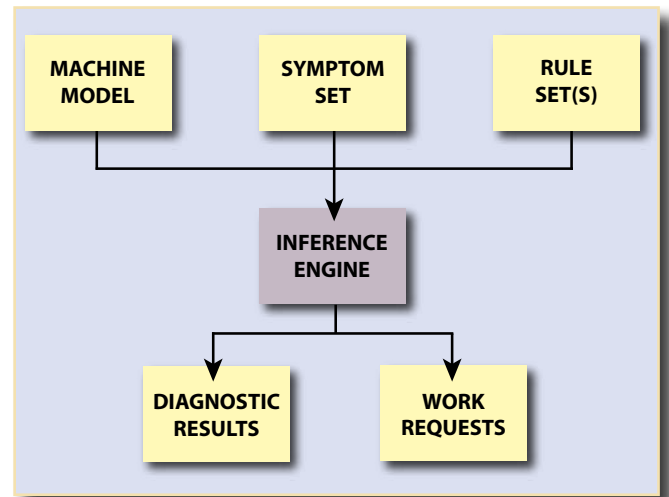 MACHINE
MODEL
SYMPTOM
SET
RULE
SET(S)
INFERENCE
ENGINE
DIAGNOSTIC
RESULTS
WORK
REQUESTS